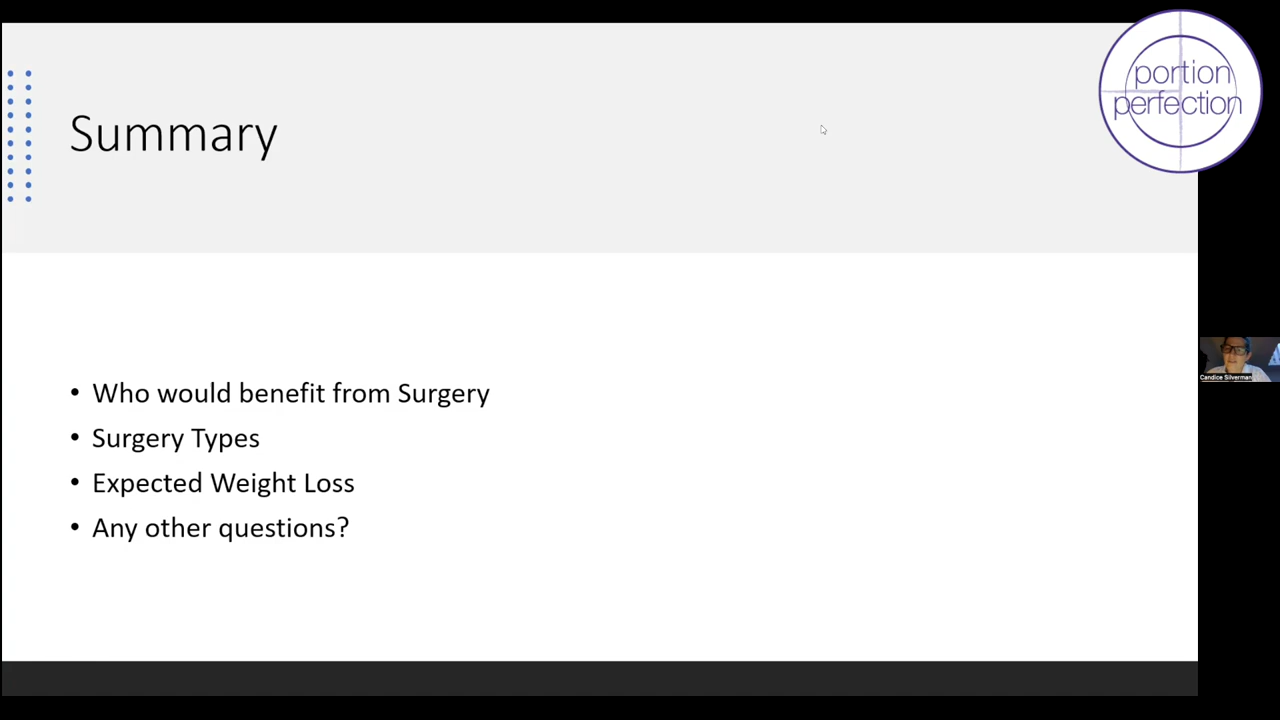 portion
perfection
Summary
• Who would benefit from Surgery
• Surgery Types
• Expected Weight Loss
• Any other questions?
Candice Silverman